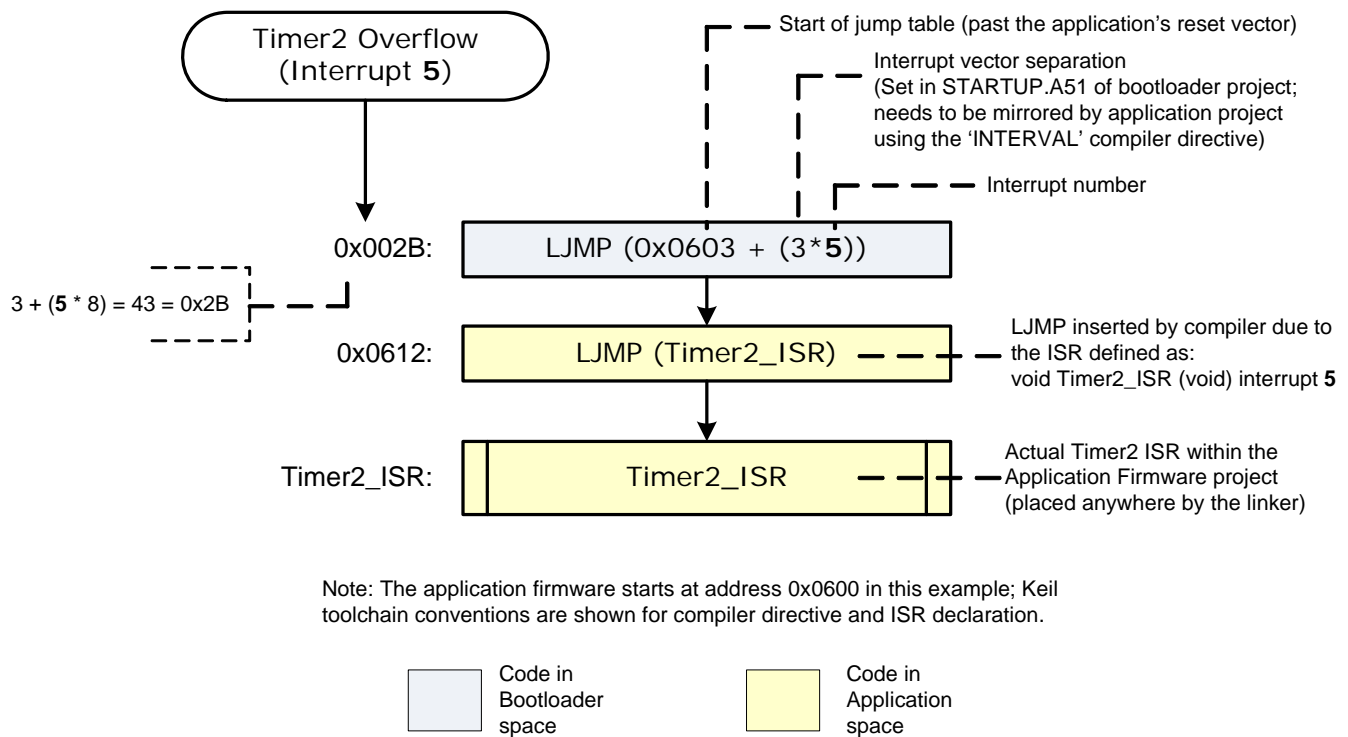 Timer2 Overflow
(Interrupt 5)
Start of jump table (past the application's reset vector)
Interrupt vector separation
(Set in STARTUP.A51 of bootloader project;
needs to be mirrored by application project
using the 'INTERVAL' compiler directive)
Interrupt number
0x002B:
LJMP (0x0603 + (3*5))
3 + (5 * 8) = 43 = 0x2B
0x0612:
LJMP (Timer2_ISR)
LJMP inserted by compiler due to
the ISR defined as:
void Timer2_ISR (void) interrupt 5
Timer2_ISR:
Timer2_ISR
Actual Timer2 ISR within the
Application Firmware project
(placed anywhere by the linker)
Note: The application firmware starts at address 0x0600 in this example; Keil
toolchain conventions are shown for compiler directive and ISR declaration.
Code in
Bootloader
space
Code in
Application
space